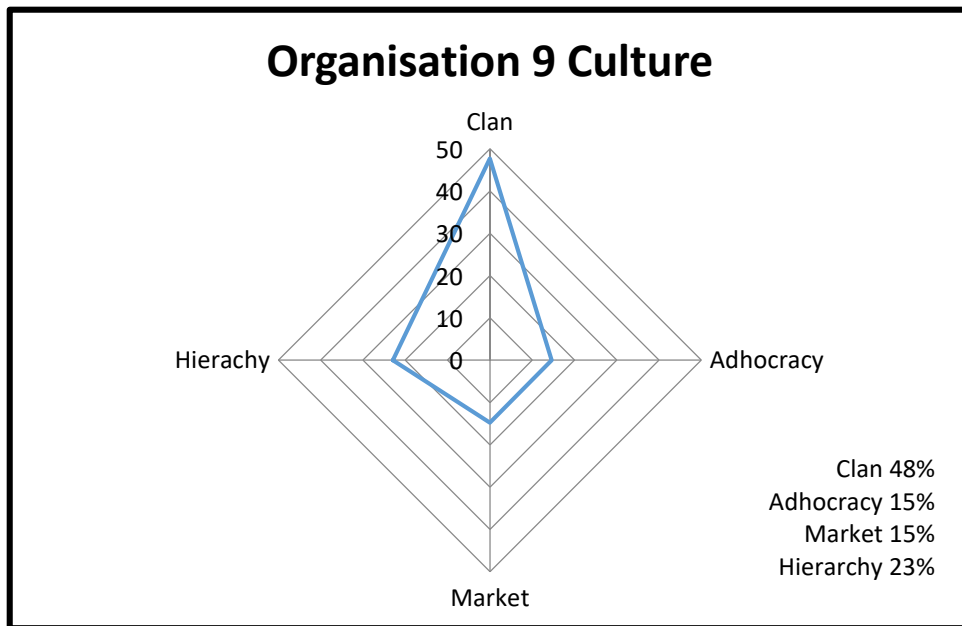 Organisation 9 Culture
Clan
50
40
30
20
10
0
Hierachy
Adhocracy
Market
Clan 48%
Adhocracy 15%
Market 15%
Hierarchy 23%